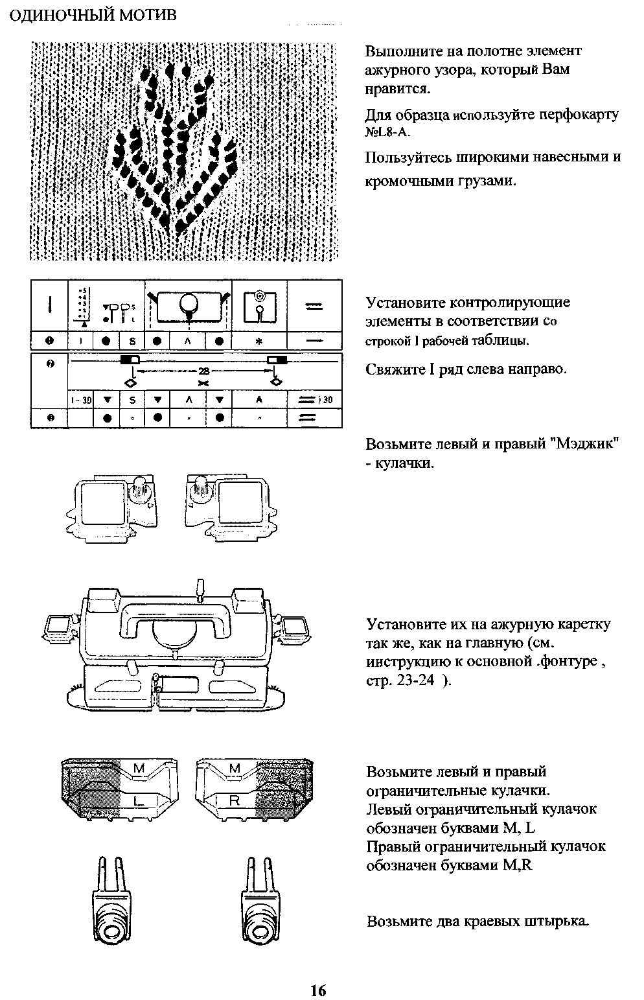 ОДИНОЧНЫЙ МОТИВ
Выполните на полотне элемент
ажурного узора, который Вам
нравится.
Для образца используйте перфокарту
№L8-A.
Пользуйтесь широкими навесными и
кромочными грузами.
S
L
I S Λ * –
Установите контролирующие
элементы в соответствии со
строкой I рабочей таблицы.
28
Свяжите I ряд слева направо.
I-30 ▼ S ▼ Λ ▼ A ) 30
● " ● " ● "
Возьмите левый и правый "Мэджик"
- кулачки.
Установите их на ажурную каретку
так же, как на главную (см.
инструкцию к основной .фонтуре ,
стр. 23-24 ).
M M
L R
Возьмите левый и правый
ограничительные кулачки.
Левый ограничительный кулачок
обозначен буквами M, L
Правый ограничительный кулачок
обозначен буквами M,R
Возьмите два краевых штырька.
16